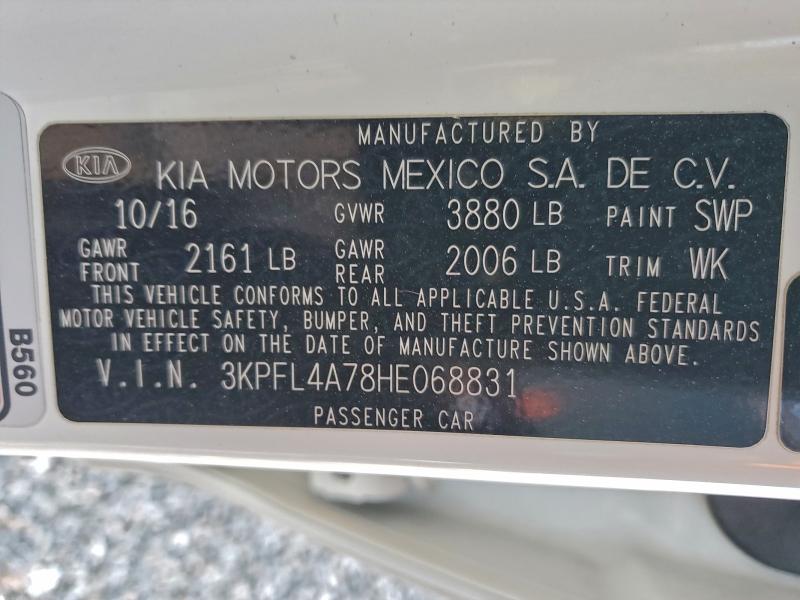 MANUFACTURED BY
KIA KIA MOTORS MEXICO S.A. DE C.V.
10/16 GVWR 3880 LB PAINT SWP
GAWR FRONT 2161 LB GAWR REAR 2006 LB TRIM WK
THIS VEHICLE CONFORMS TO ALL APPLICABLE U.S.A. FEDERAL
MOTOR VEHICLE SAFETY, BUMPER, AND THEFT PREVENTION STANDARDS
IN EFFECT ON THE DATE OF MANUFACTURE SHOWN ABOVE.
V.I.N. 3KPFL4A78HE068831
PASSENGER CAR
B560